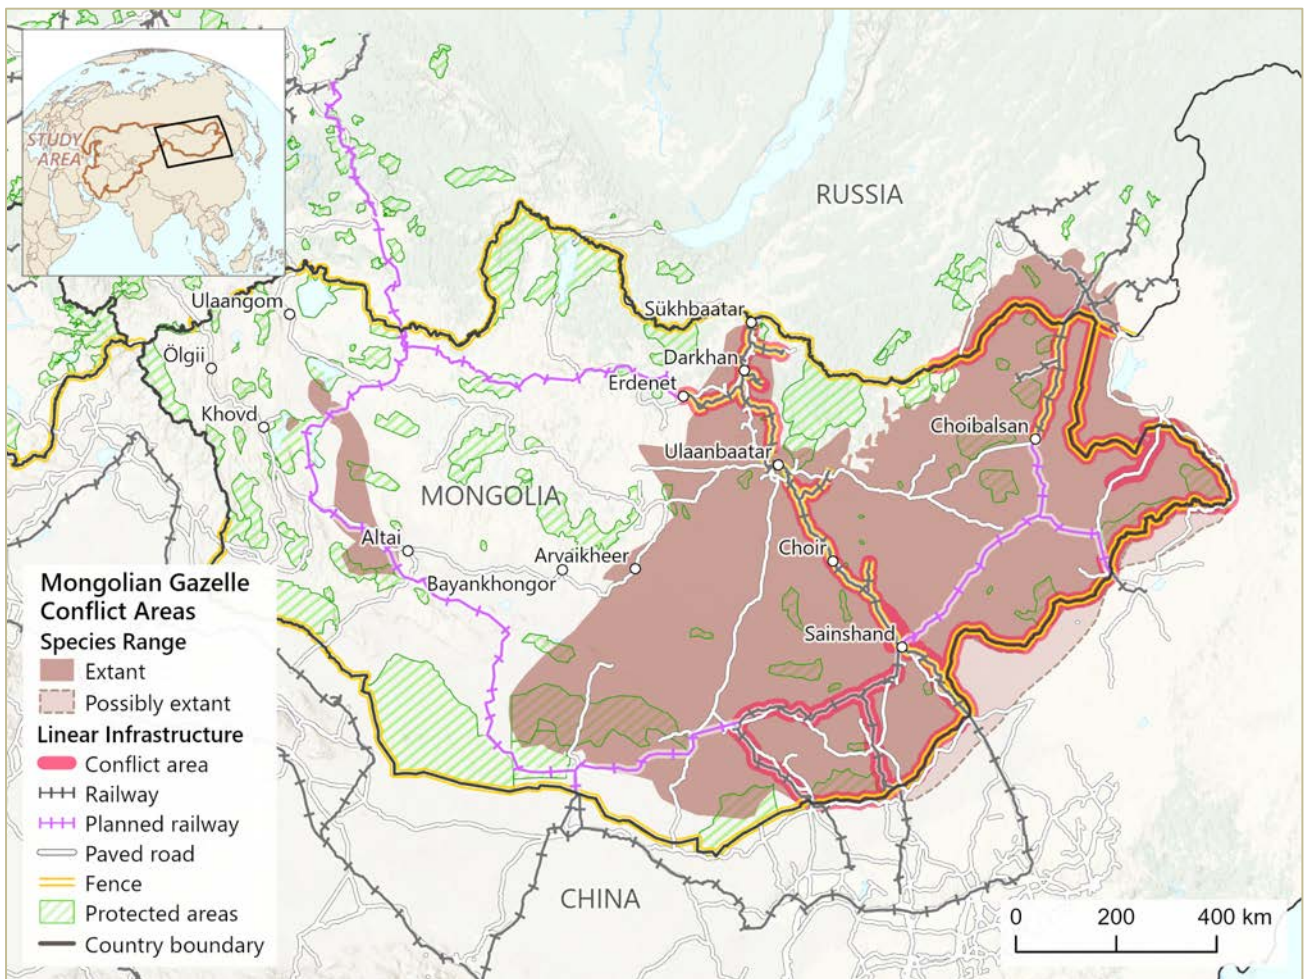 STUDY
AREA
RUSSIA
Ulaangom
Sükhbaatar
Ölgii
Darkhan
Erdenet
Khovd
Choibalsan
Ulaanbaatar
MONGOLIA
Altai
Arvaikheer
Choir
Bayankhongor
Sainshand
Mongolian Gazelle
Conflict Areas
Species Range
Extant
Possibly extant
Linear Infrastructure
Conflict area
Railway
Planned railway
Paved road
Fence
Protected areas
Country boundary
CHINA
0 200 400 km